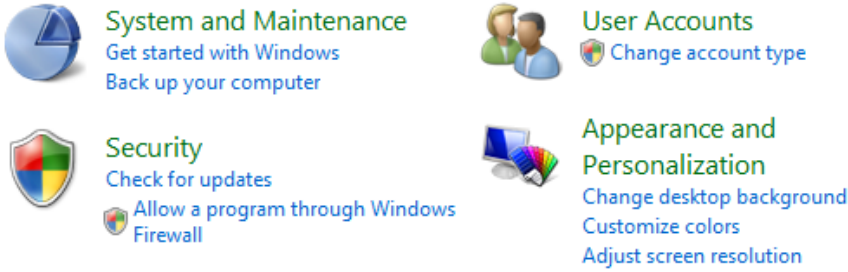 System and Maintenance
Get started with Windows
Back up your computer
Security
Check for updates
Allow a program through Windows
Firewall
User Accounts
Change account type
Appearance and
Personalization
Change desktop background
Customize colors
Adjust screen resolution